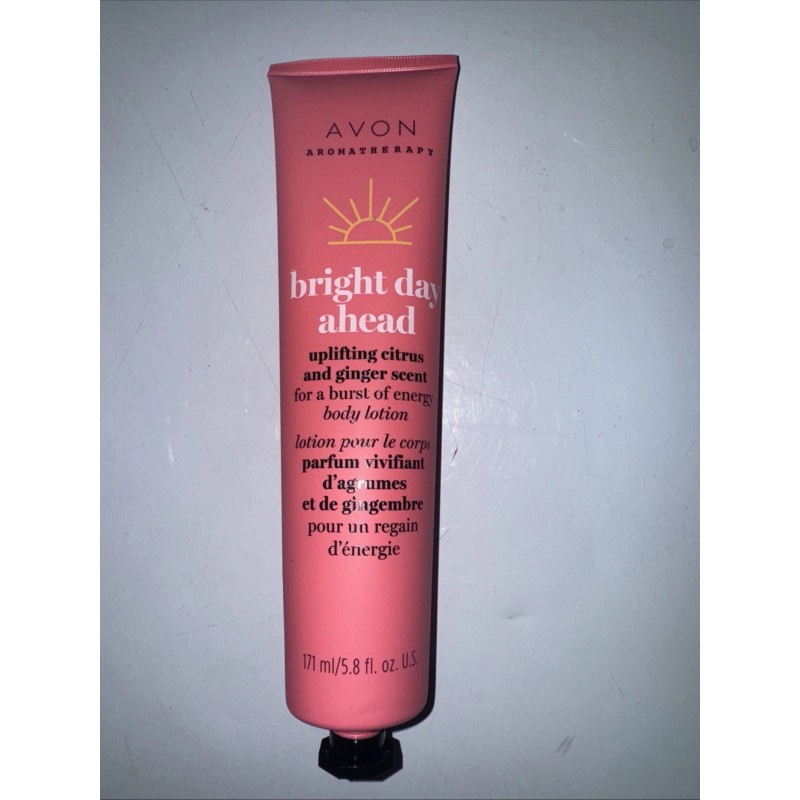 AVON
AROMATHERAPY
bright day
ahead
uplifting citrus
and ginger scent
for a burst of energy
body lotion
lotion pour le corps
parfum vivifiant
d'agrumes
et de gingembre
pour un regain
d'énergie
171 ml/5.8 fl. oz. U.S.